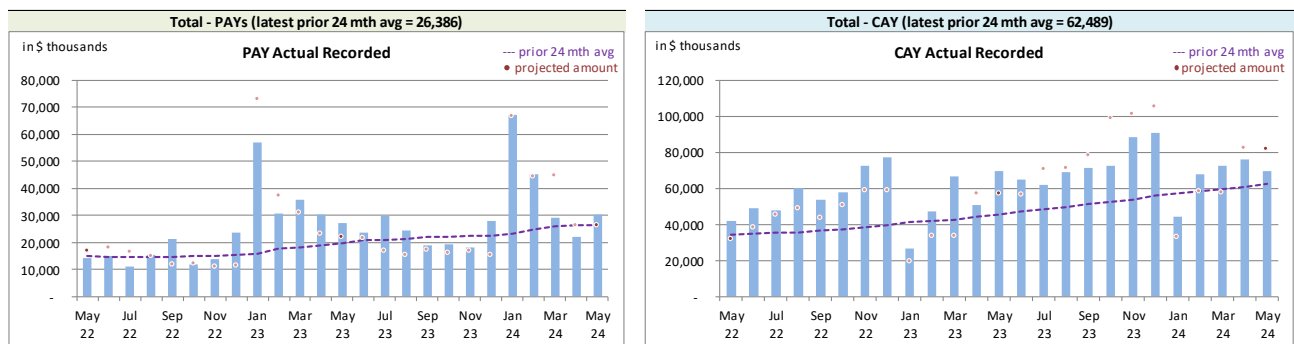 Total - PAYs (latest prior 24 mth avg = 26,386)
in $ thousands
PAY Actual Recorded
--- prior 24 mth avg
• projected amount
80,000
70,000
60,000
50,000
40,000
30,000
20,000
10,000
-
May Jul Sep Nov Jan Mar May Jul Sep Nov Jan Mar May
22 22 22 22 23 23 23 23 23 23 24 24 24
Total - CAY (latest prior 24 mth avg = 62,489)
in $ thousands
CAY Actual Recorded
--- prior 24 mth avg
• projected amount
120,000
100,000
80,000
60,000
40,000
20,000
-
May Jul Sep Nov Jan Mar May Jul Sep Nov Jan Mar May
22 22 22 22 23 23 23 23 23 23 24 24 24